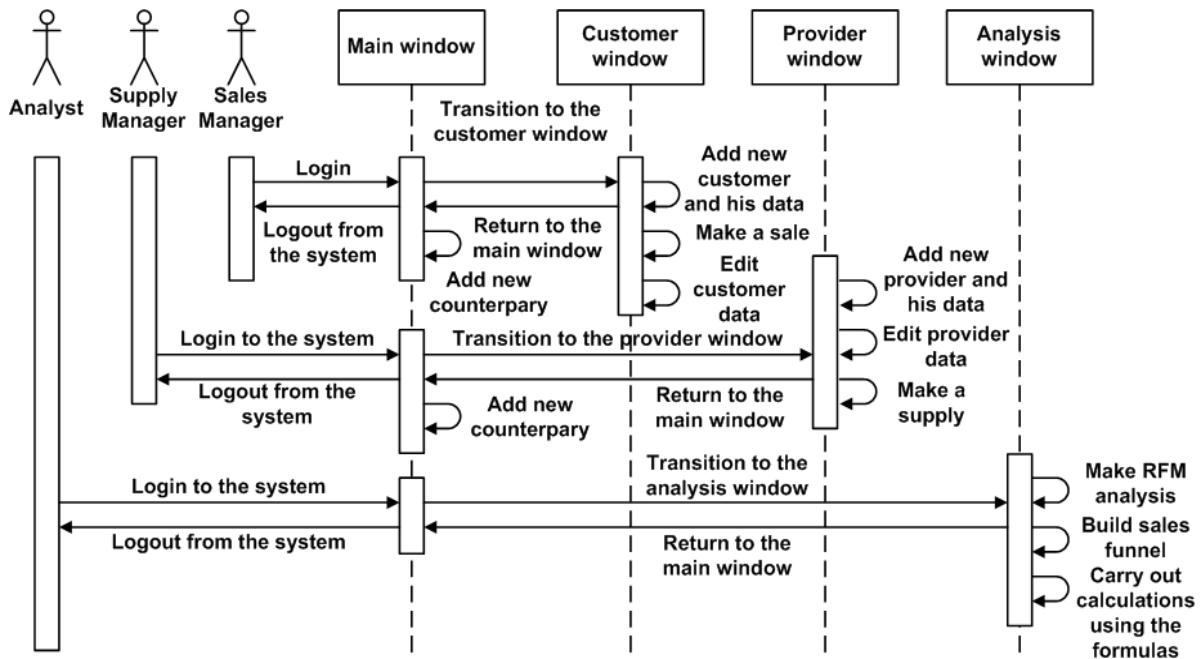 Analyst
Supply
Manager
Sales
Manager
Main window
Customer
window
Provider
window
Analysis
window
Transition to the
customer window
Login
Logout from
the system
Return to the
main window
Add new
counterpary
Add new
customer
and his data
Make a sale
Edit
customer
data
Add new
provider and
his data
Login to the system
Transition to the provider window
Edit provider
data
Logout from the
system
Return to the
main window
Make a
supply
Add new
counterpary
Transition to the
analysis window
Login to the system
Make RFM
analysis
Logout from the system
Return to the
main window
Build sales
funnel
Carry out
calculations
using the
formulas